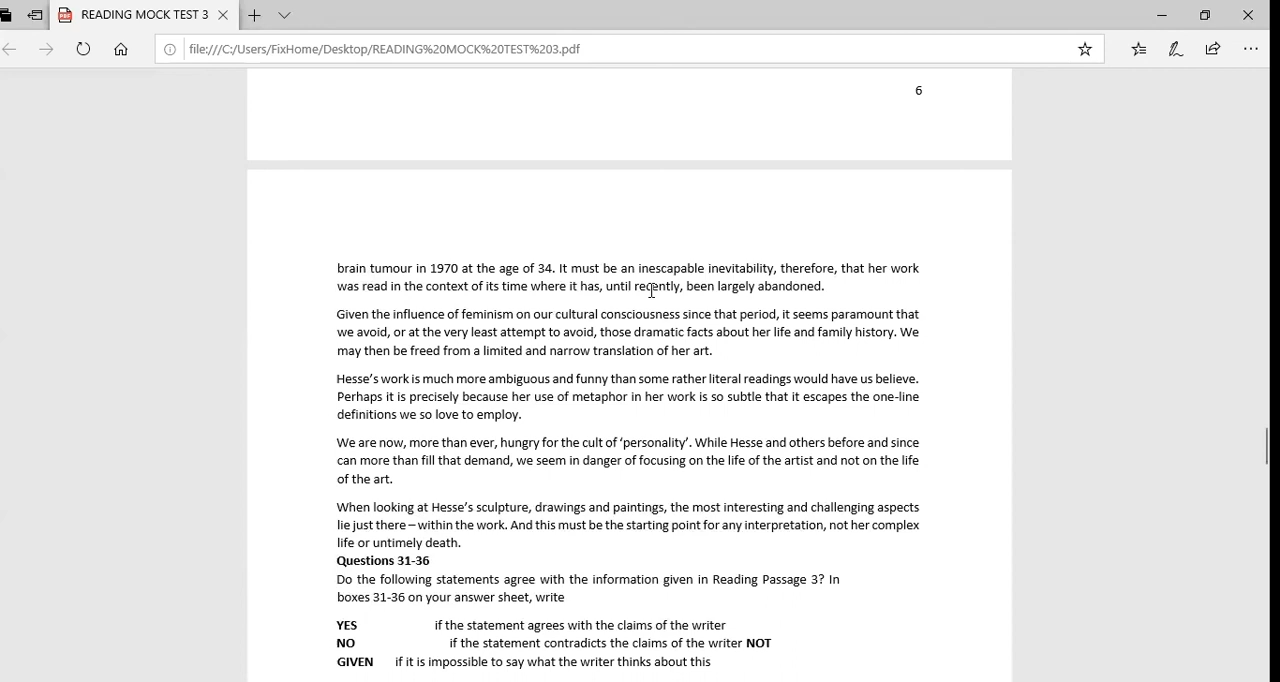 READING MOCK TEST 3
file:///C:/Users/FixHome/Desktop/READING%20MOCK%20TEST%203.pdf
6
brain tumour in 1970 at the age of 34. It must be an inescapable inevitability, therefore, that her work
was read in the context of its time where it has, until recently, been largely abandoned.
Given the influence of feminism on our cultural consciousness since that period, it seems paramount that
we avoid, or at the very least attempt to avoid, those dramatic facts about her life and family history. We
may then be freed from a limited and narrow translation of her art.
Hesse's work is much more ambiguous and funny than some rather literal readings would have us believe.
Perhaps it is precisely because her use of metaphor in her work is so subtle that it escapes the one-line
definitions we so love to employ.
We are now, more than ever, hungry for the cult of ‘personality’. While Hesse and others before and since
can more than fill that demand, we seem in danger of focusing on the life of the artist and not on the life
of the art.
When looking at Hesse's sculpture, drawings and paintings, the most interesting and challenging aspects
lie just there – within the work. And this must be the starting point for any interpretation, not her complex
life or untimely death.
Questions 31-36
Do the following statements agree with the information given in Reading Passage 3? In
boxes 31-36 on your answer sheet, write
YES if the statement agrees with the claims of the writer
NO if the statement contradicts the claims of the writer NOT
GIVEN if it is impossible to say what the writer thinks about this